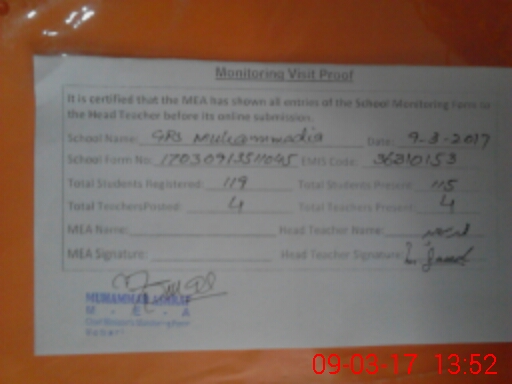 Monitoring Visit Proof
It is certified that the MEA has shown all entries of the School Monitoring Form to
the Head Teacher before its online submission.
School Name: GPS Muhammadia Date: 9-3-2017
School Form No: EMIS Code: 36310153
Total Students Registered: 119 Total Students Present: 115
Total TeechersPosted: 4 Total Teachers Present: 4
MEA Name: Head Teacher Name:
MEA Signature: Head Teacher Signature:
MUHAMMAD
M - E - A
09-03-17 13:52